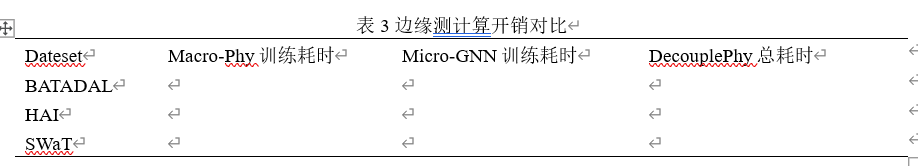 表 3 边缘测计算开销对比
Dateset Macro-Phy 训练耗时 Micro-GNN 训练耗时 DecouplePhy 总耗时
BATADAL
HAI
SWaT